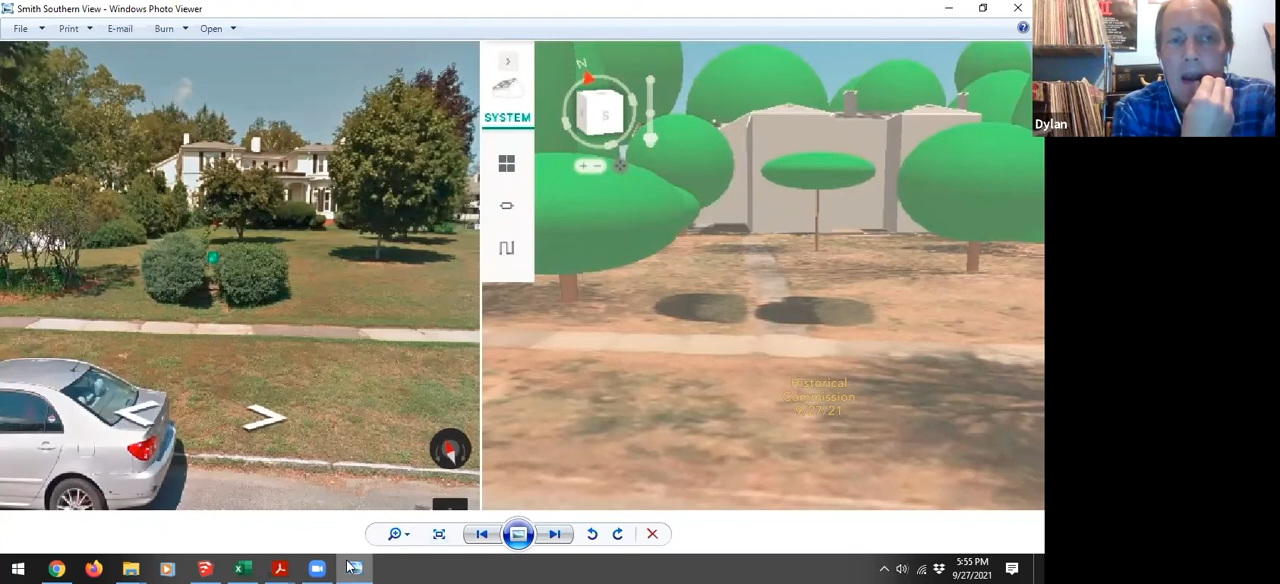 Smith Southern View - Windows Photo Viewer
File Print E-mail Burn Open
N
S
SYSTEM
Dylan
Historical
Commission
9/27/21
5:55 PM
9/27/2021